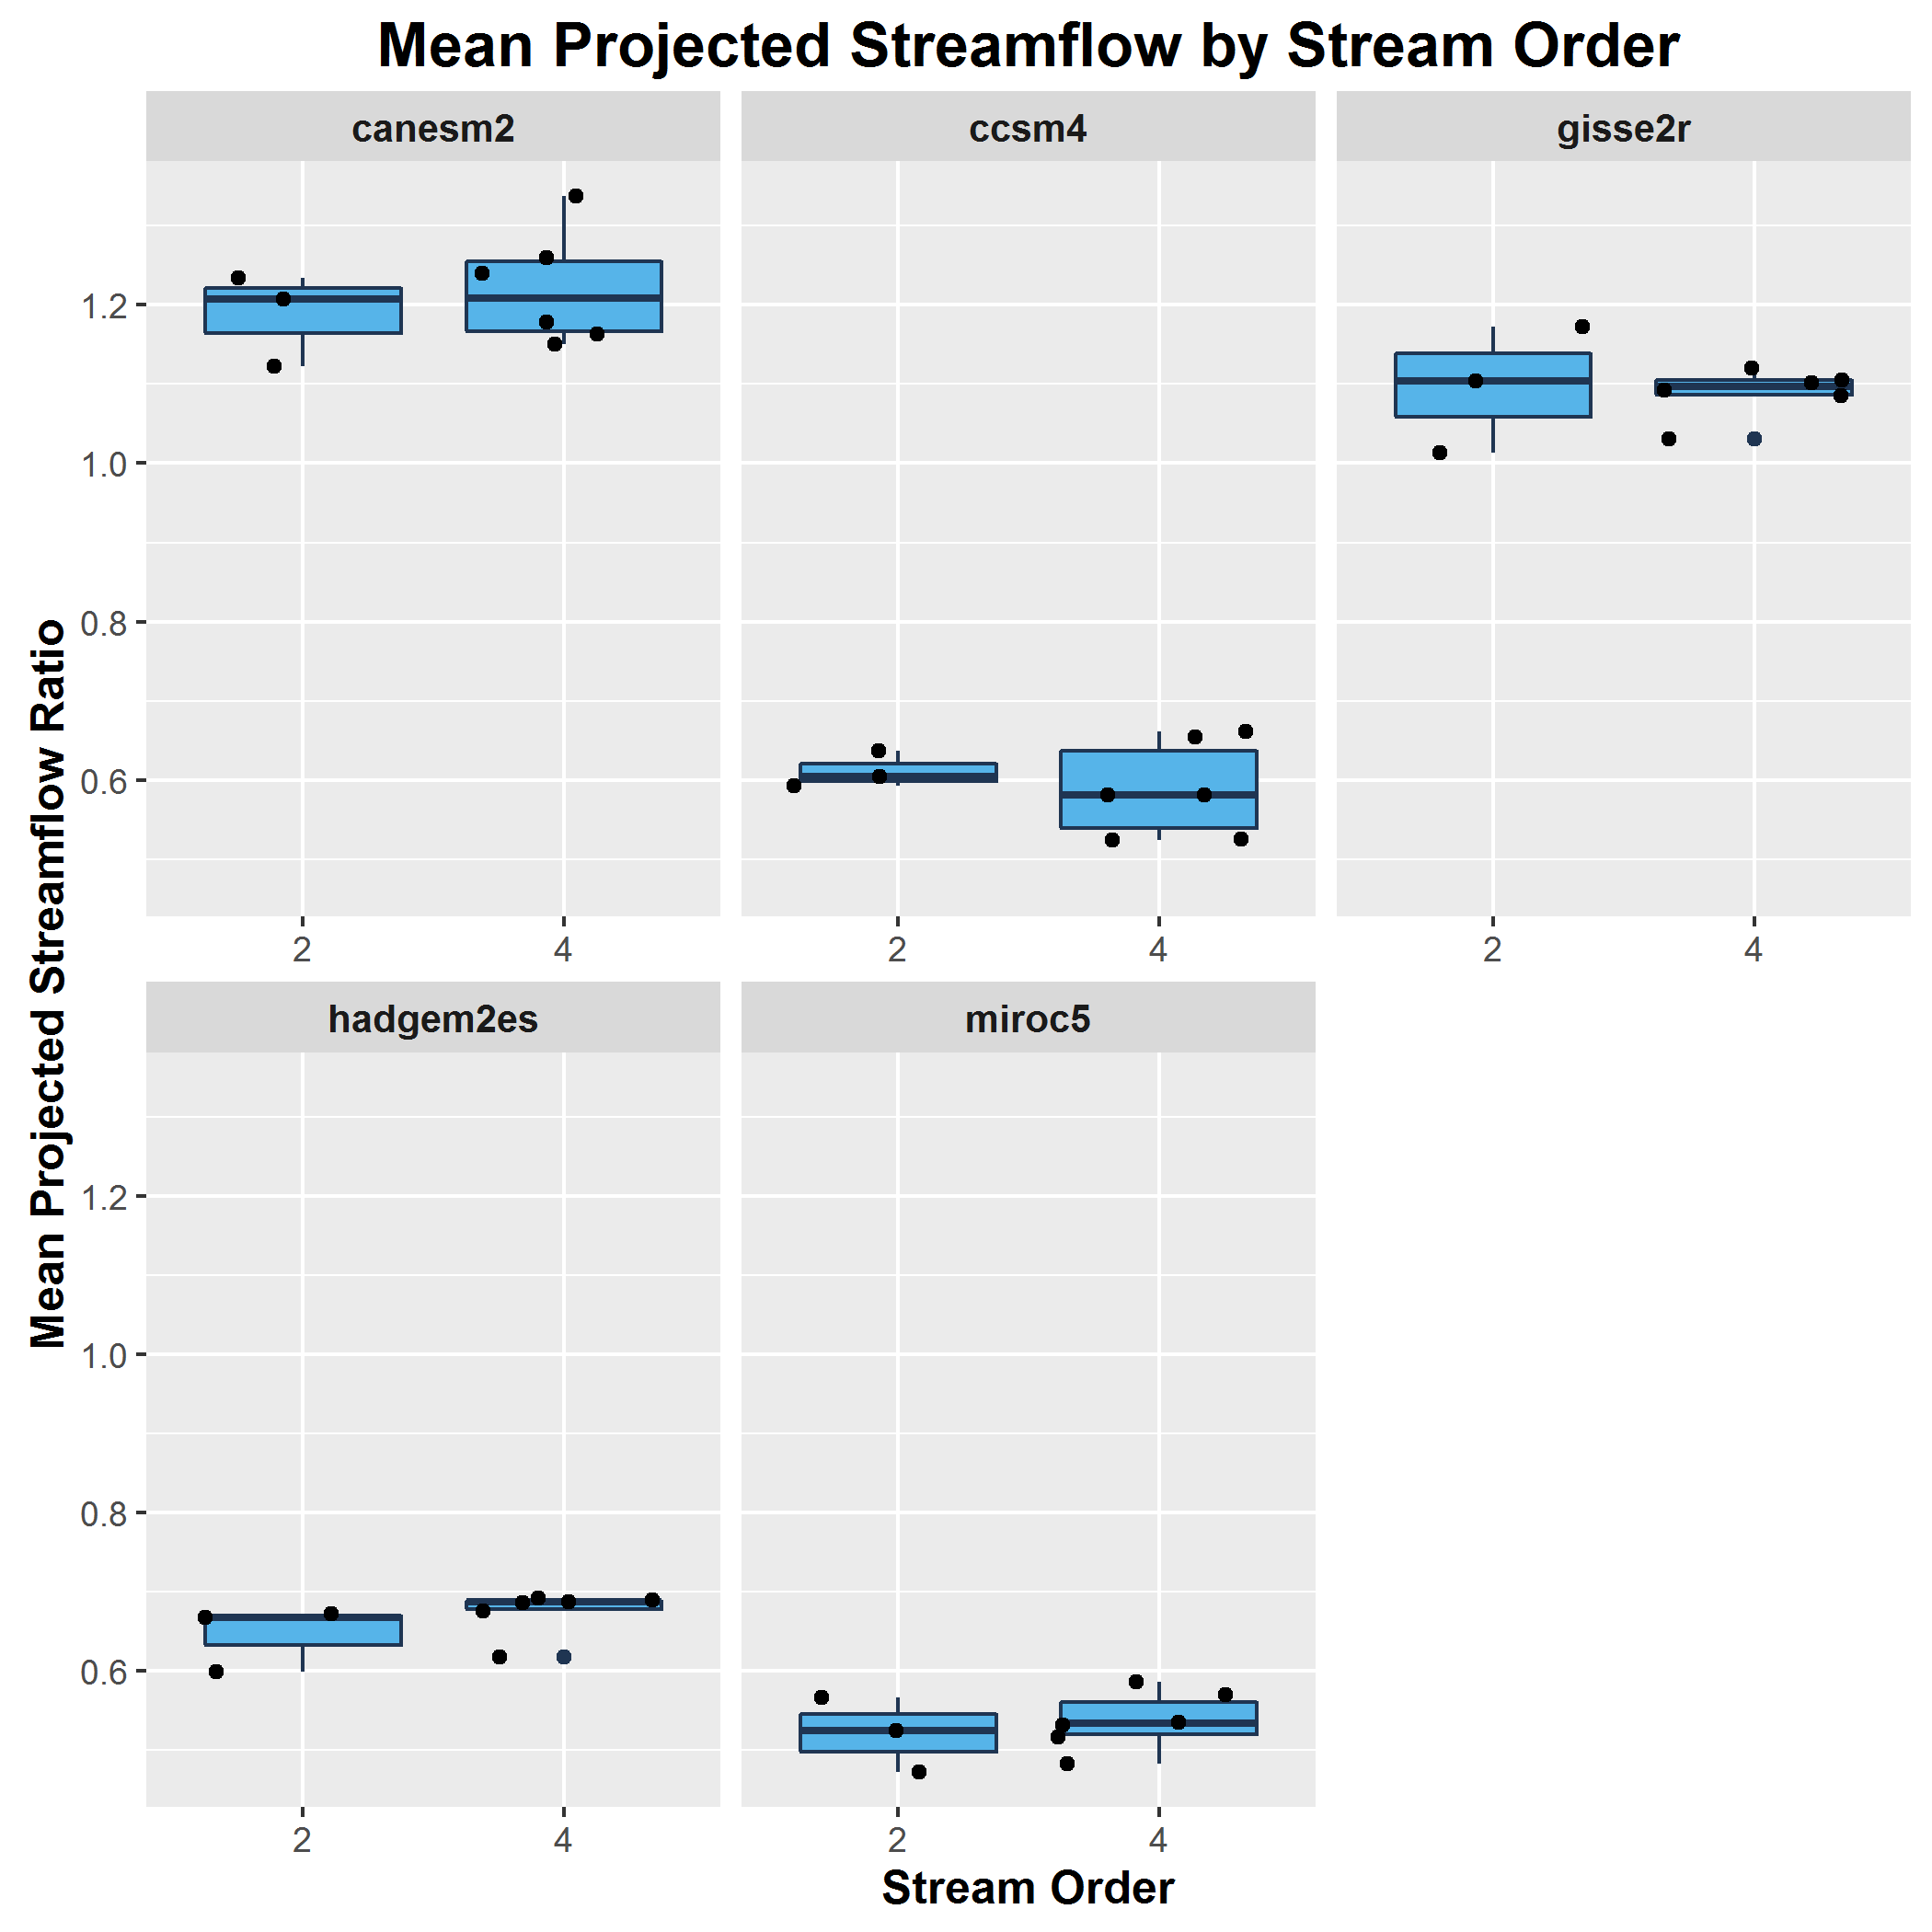 Mean Projected Streamflow by Stream Order
canesm2
ccsm4
gisse2r
1.2
1.0
0.8
0.6
2
4
2
4
2
4
Mean Projected Streamflow Ratio
hadgem2es
miroc5
1.2
1.0
0.8
0.6
2
4
2
4
Stream Order